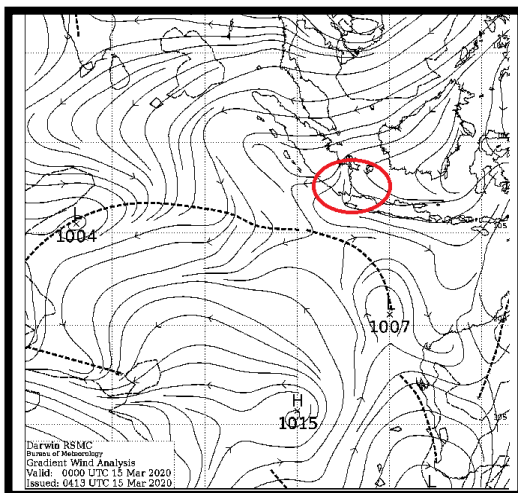 L
1004
L
1007
H
1015
Darwin RSMC
Bureau of Meteorology
Gradient Wind Analysis
Valid: 0000 UTC 15 Mar 2020
Issued: 0413 UTC 15 Mar 2020
L